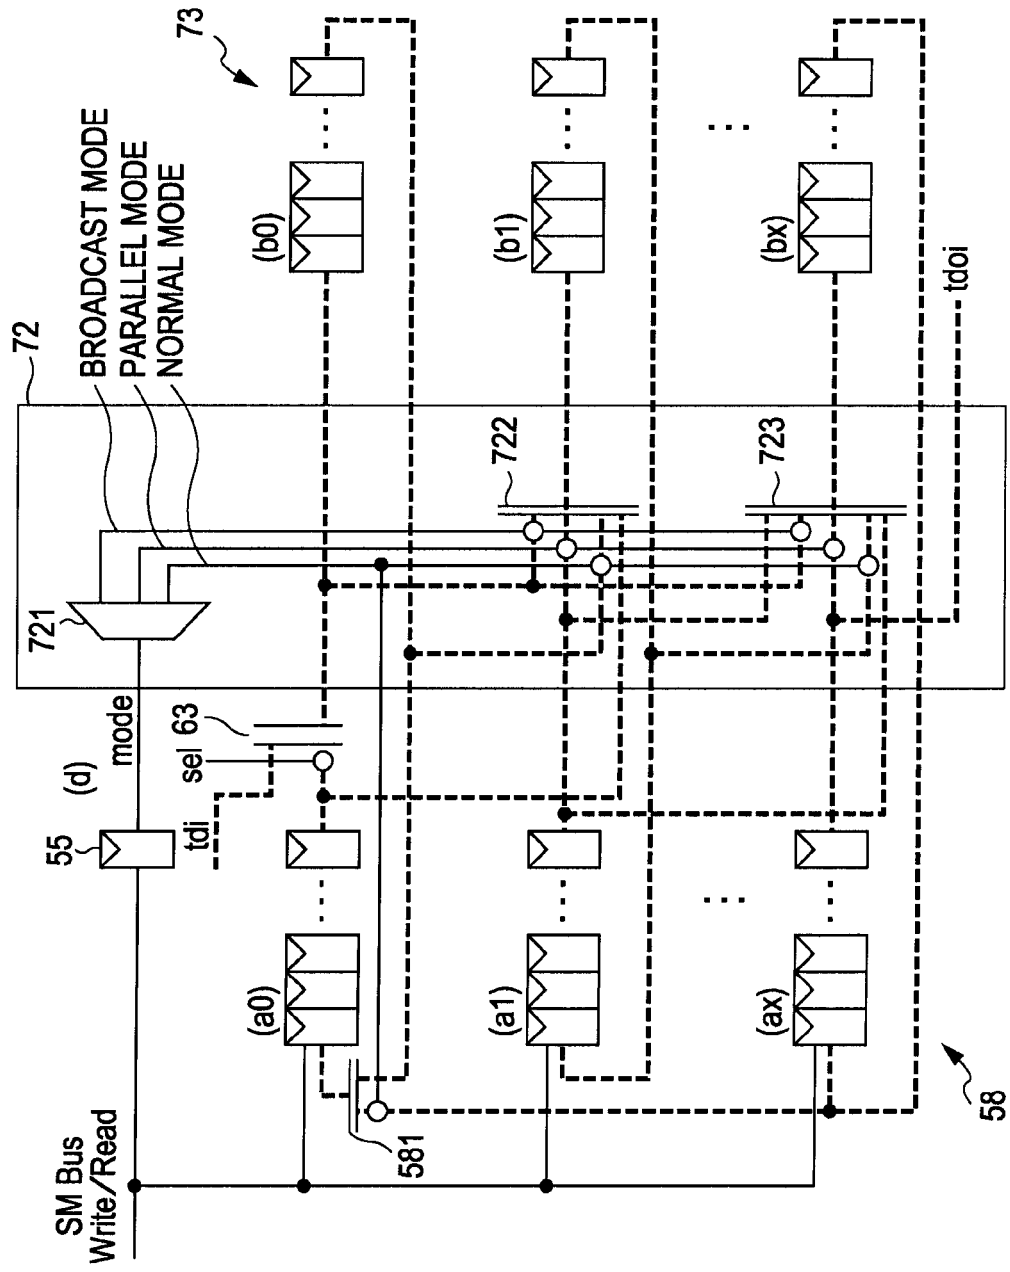 73
BROADCAST MODE
PARALLEL MODE
NORMAL MODE
72
(b0)
(b1)
(bx)
tdoi
721
722
723
mode
(d)
sel
63
55
tdi
(a0)
(a1)
(ax)
581
58
SM Bus
Write/Read